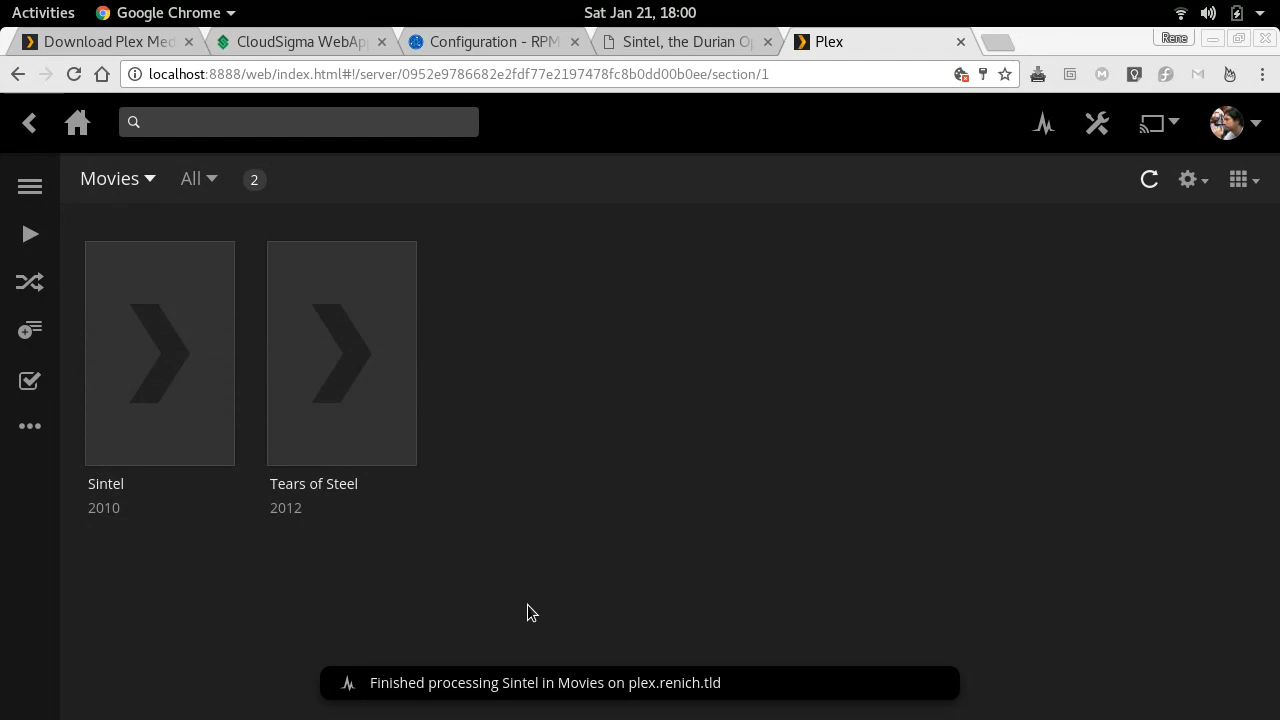 Activities
Google Chrome
Sat Jan 21, 18:00
Download Plex Med
CloudSigma WebAp
Configuration - RPM
Sintel, the Durian O
Plex
Rene
localhost:8888/web/index.html#!/server/0952e9786682e2fdf77e2197478fc8b0dd00b0ee/section/1
Movies
All
2
Sintel
2010
Tears of Steel
2012
Finished processing Sintel in Movies on plex.renich.tld